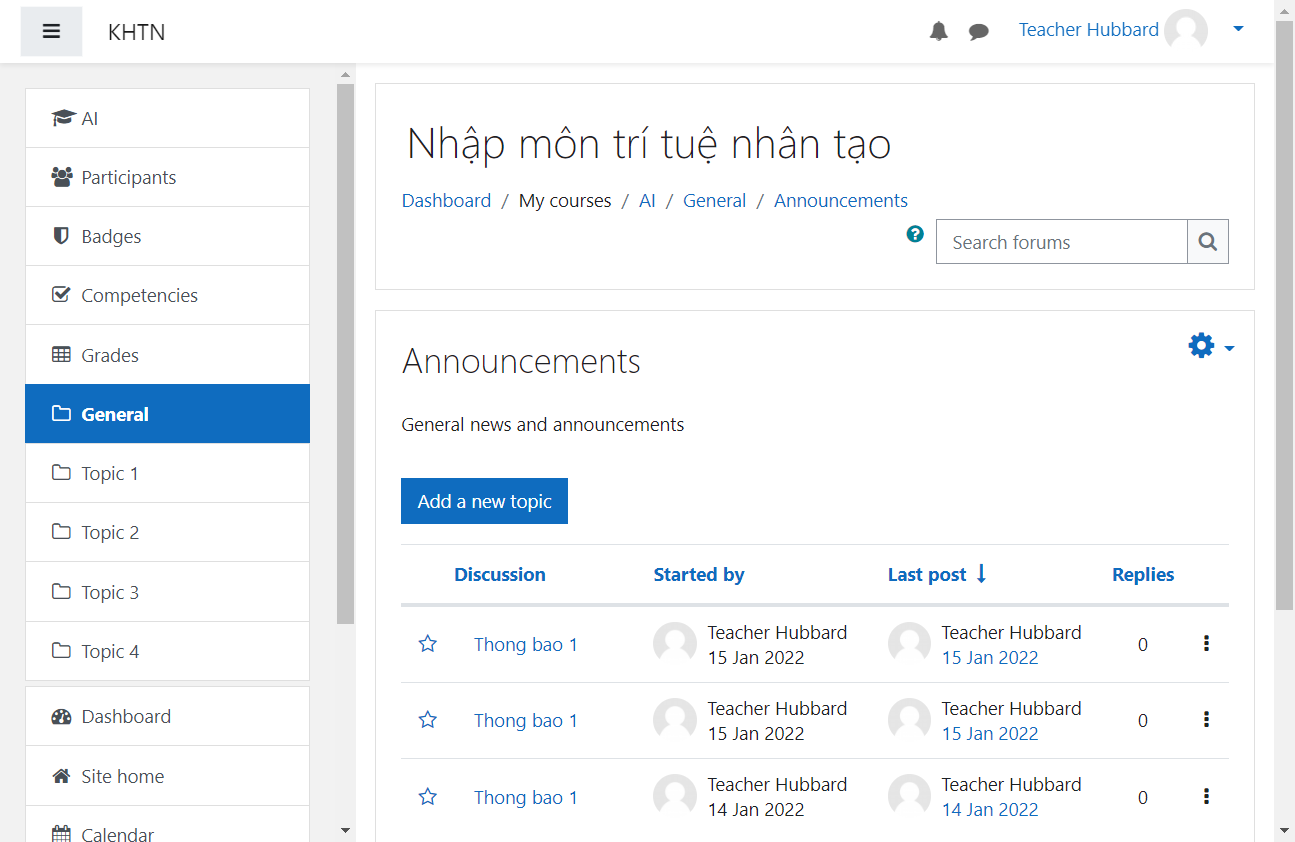 KHTN
Teacher Hubbard
AI
Participants
Badges
Competencies
Grades
General
Topic 1
Topic 2
Topic 3
Topic 4
Dashboard
Site home
Calendar
Nhập môn trí tuệ nhân tạo
Dashboard / My courses / AI / General / Announcements
Search forums
Announcements
General news and announcements
Add a new topic
Discussion Started by Last post Replies
Thong bao 1 Teacher Hubbard 15 Jan 2022 Teacher Hubbard 15 Jan 2022 0
Thong bao 1 Teacher Hubbard 15 Jan 2022 Teacher Hubbard 15 Jan 2022 0
Thong bao 1 Teacher Hubbard 14 Jan 2022 Teacher Hubbard 14 Jan 2022 0